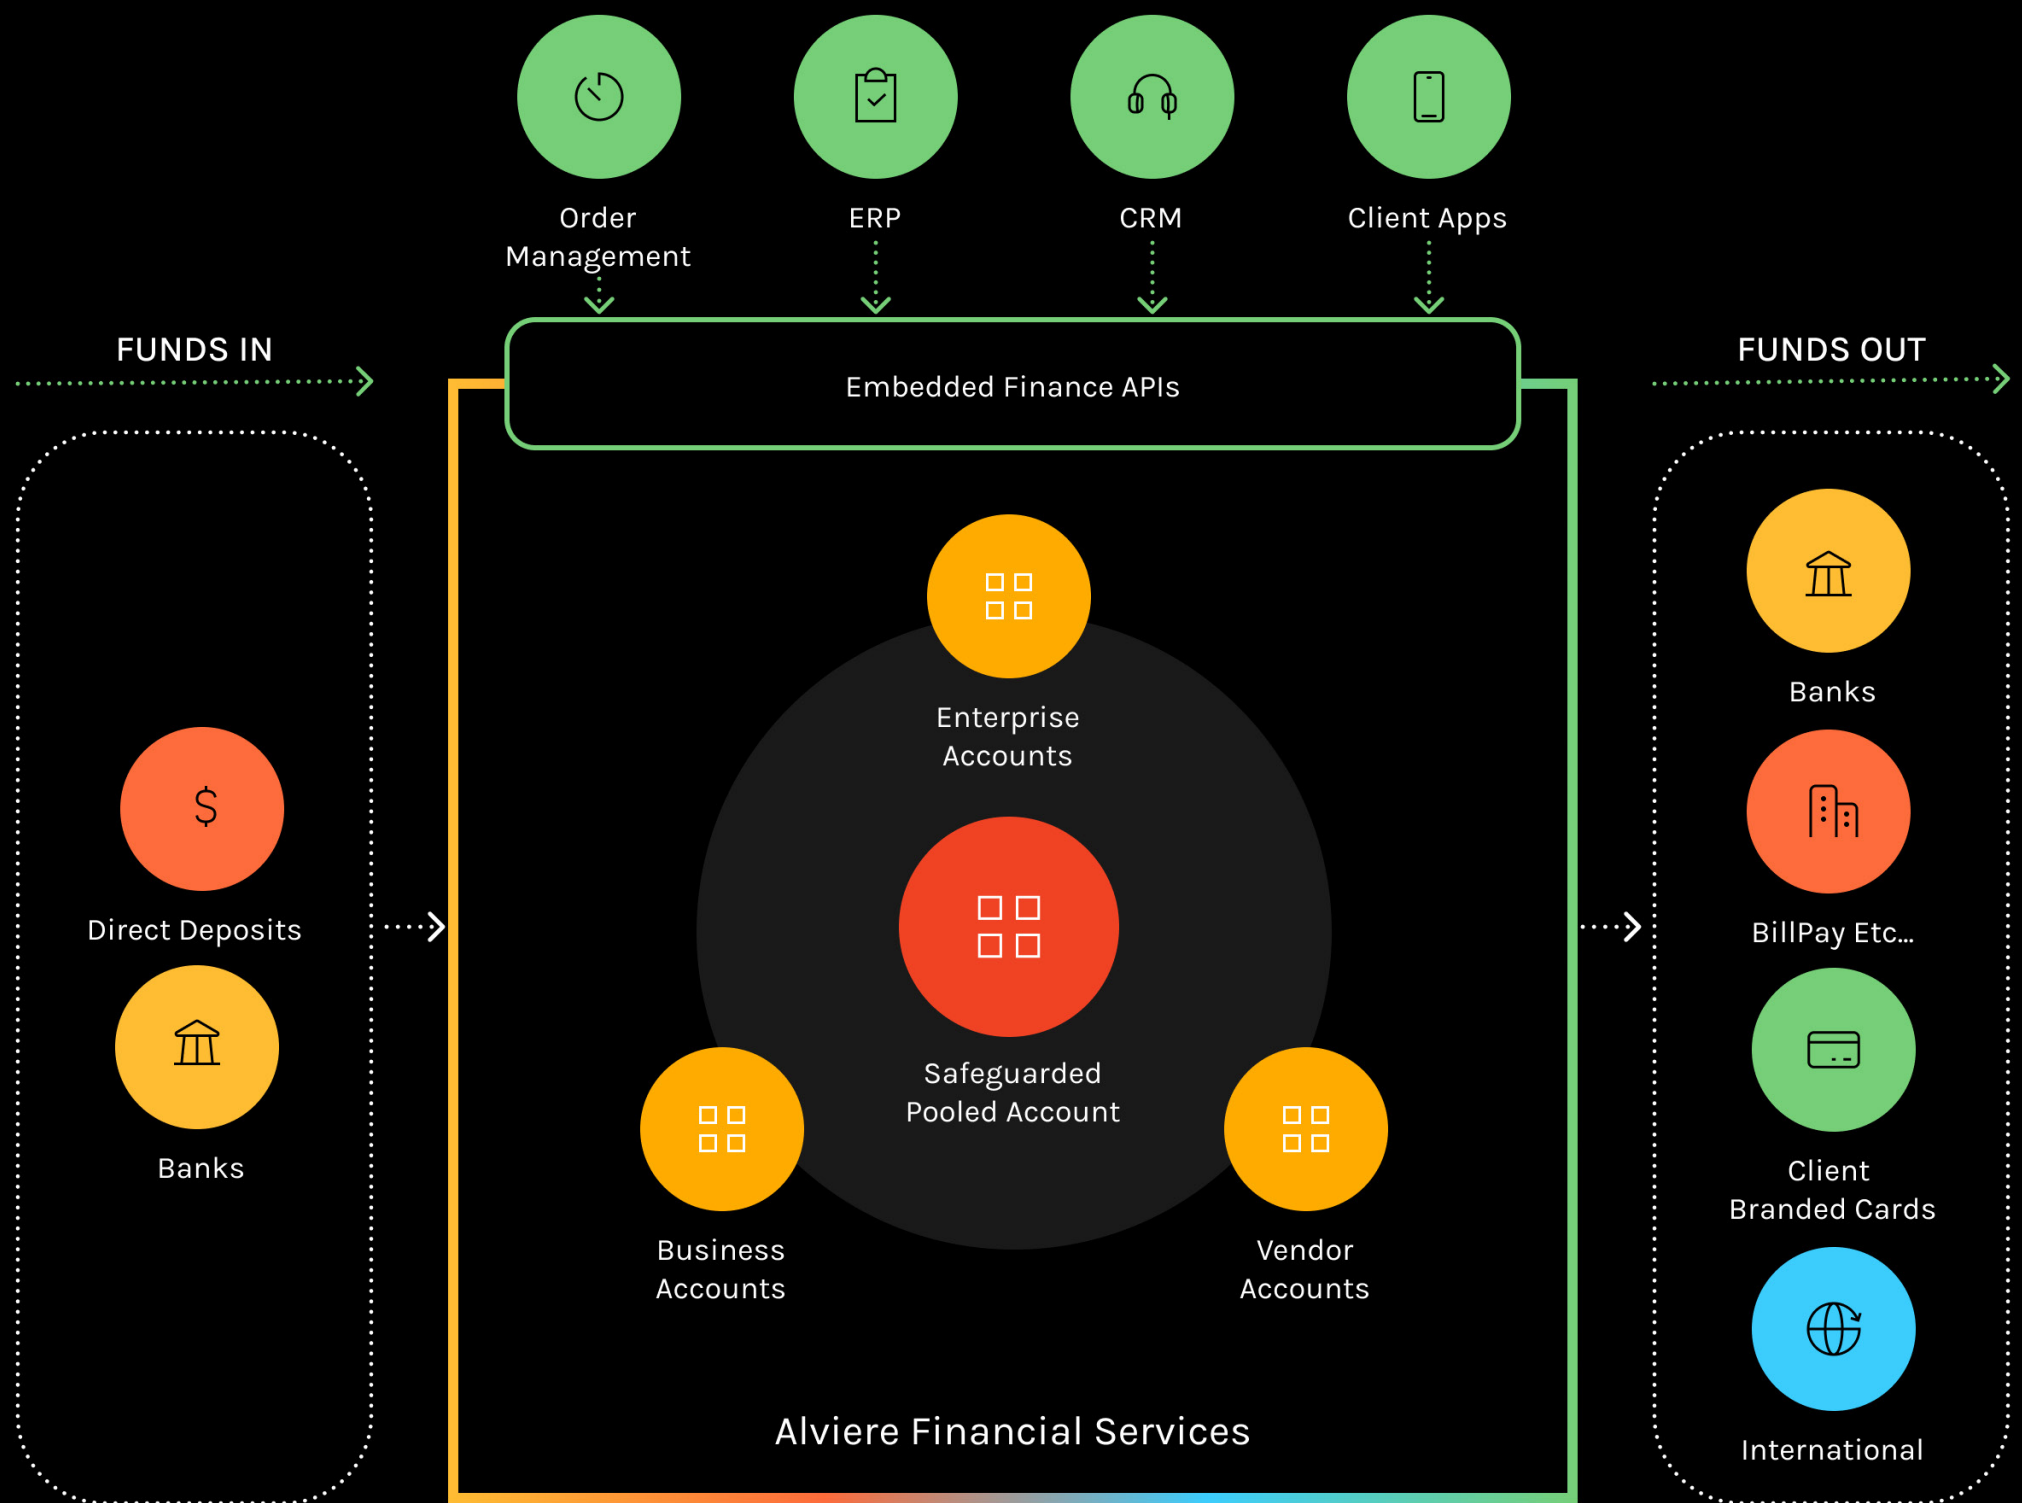 Order
Management
ERP
CRM
Client Apps
FUNDS IN
Embedded Finance APIs
FUNDS OUT
Direct Deposits
Banks
Enterprise
Accounts
Safeguarded
Pooled Account
Business
Accounts
Vendor
Accounts
Alviere Financial Services
Banks
BillPay Etc...
Client
Branded Cards
International